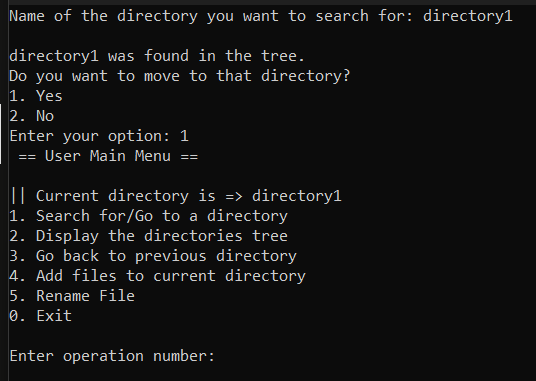 Name of the directory you want to search for: directory1
directory1 was found in the tree.
Do you want to move to that directory?
1. Yes
2. No
Enter your option: 1
== User Main Menu ==
|| Current directory is => directory1
1. Search for/Go to a directory
2. Display the directories tree
3. Go back to previous directory
4. Add files to current directory
5. Rename File
0. Exit
Enter operation number: